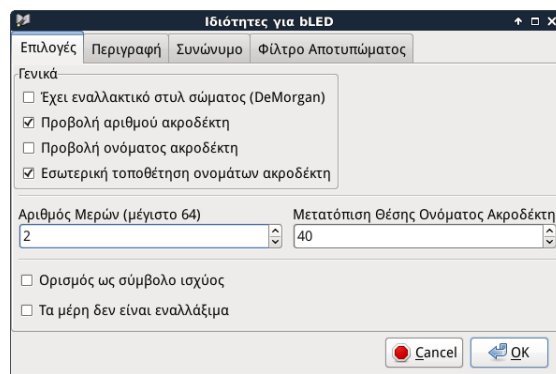 Ιδιότητες για bLED
Επιλογές Περιγραφή Συνώνυμο Φίλτρο Αποτυπώματος
Γενικά
Έχει εναλλακτικό στυλ σώματος (DeMorgan)
Προβολή αριθμού ακροδέκτη
Προβολή ονόματος ακροδέκτη
Εσωτερική τοποθέτηση ονομάτων ακροδέκτη
Αριθμός Μερών (μέγιστο 64) Μετατόπιση Θέσης Ονόματος Ακροδέκτη
2 40
Ορισμός ως σύμβολο ισχύος
Τα μέρη δεν είναι εναλλάξιμα
Cancel OK